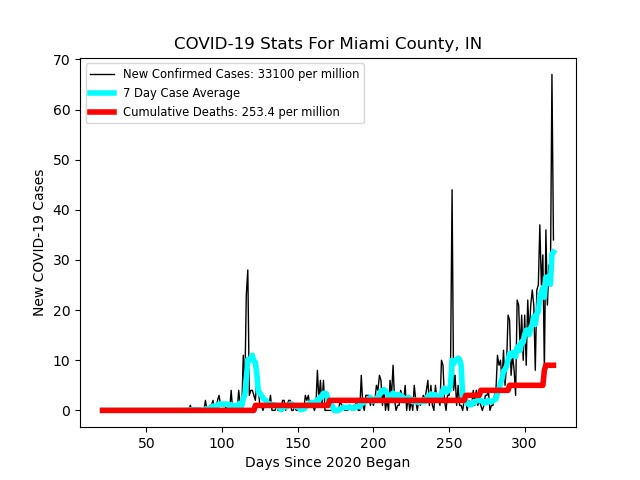 COVID-19 Stats For Miami County, IN
New Confirmed Cases: 33100 per million
7 Day Case Average
Cumulative Deaths: 253.4 per million
70
60
50
40
30
20
10
0
New COVID-19 Cases
50 100 150 200 250 300
Days Since 2020 Began